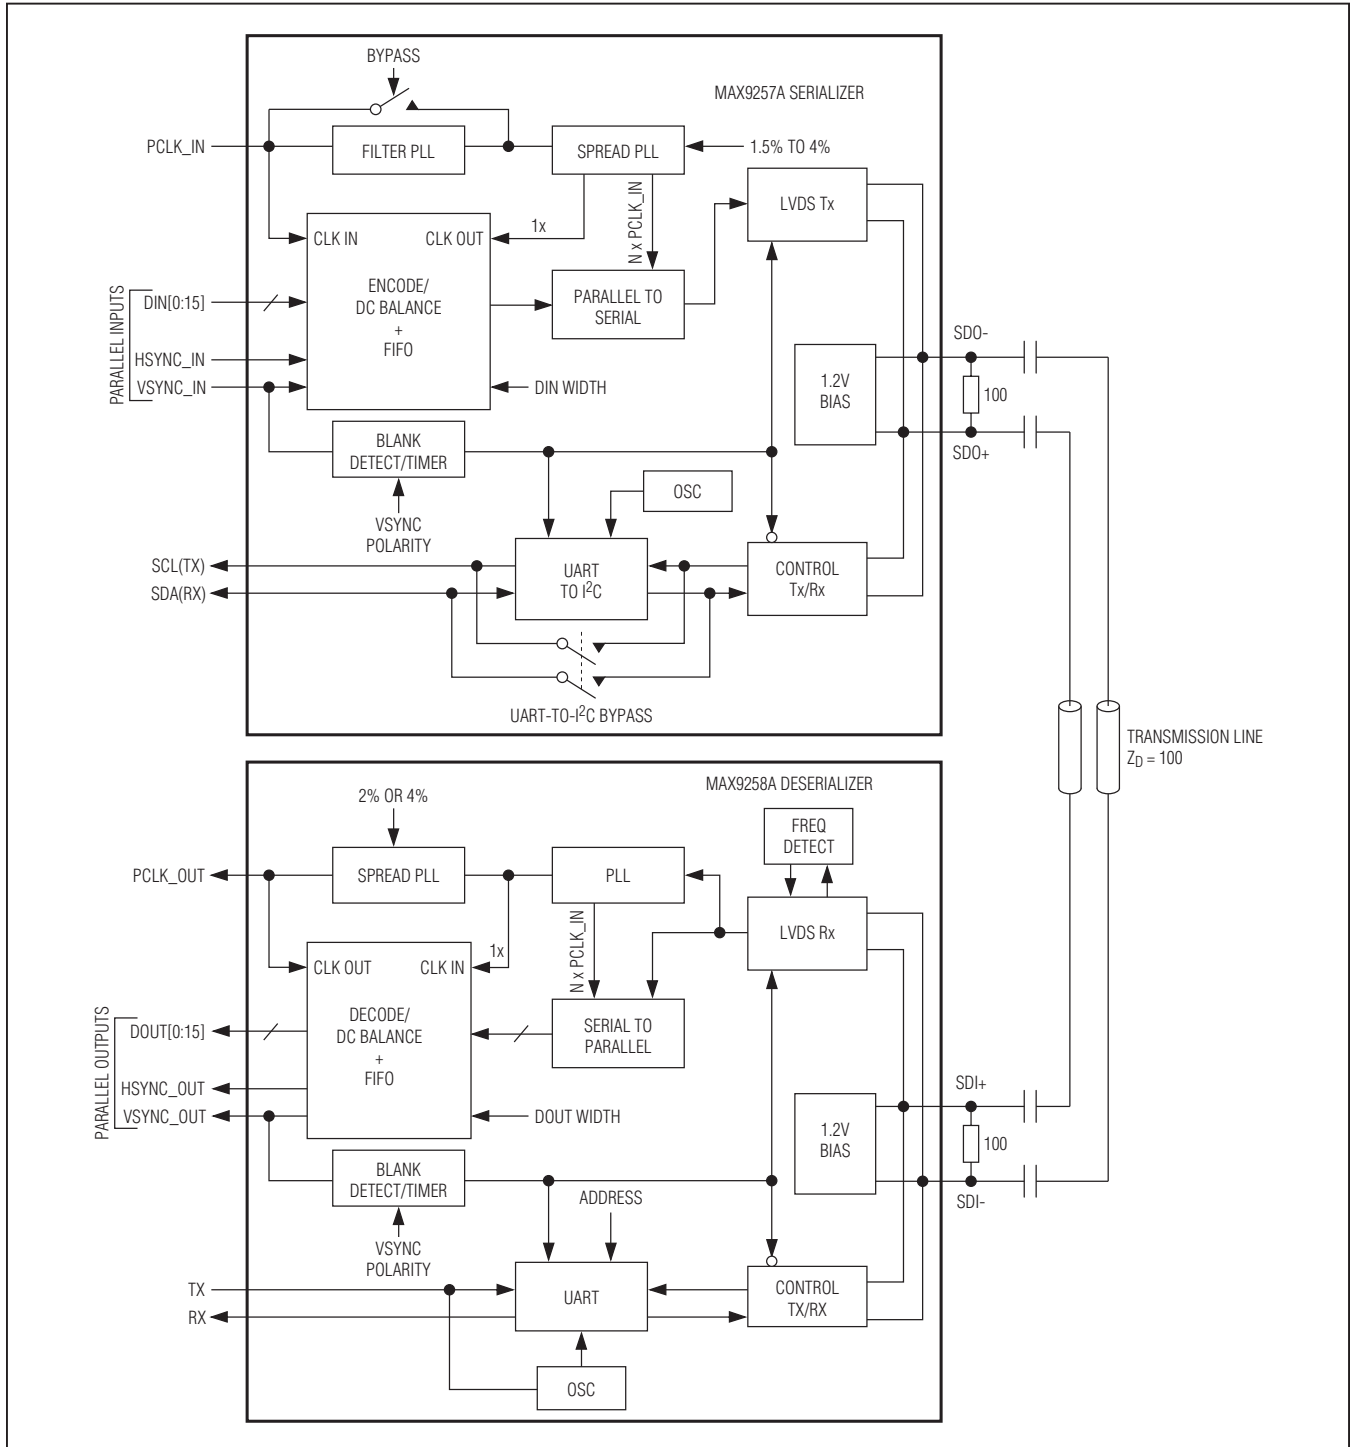 BYPASS
MAX9257A SERIALIZER
PCLK_IN
FILTER PLL
SPREAD PLL
1.5% TO 4%
LVDS Tx
N x PCLK_IN
1x
CLK IN
CLK OUT
ENCODE/
DC BALANCE
+
FIFO
PARALLEL TO
SERIAL
PARALLEL INPUTS
DIN[0:15]
HSYNC_IN
VSYNC_IN
DIN WIDTH
1.2V
BIAS
SDO-
100
SDO+
BLANK
DETECT/TIMER
VSYNC
POLARITY
OSC
SCL(TX)
SDA(RX)
UART
TO I2C
CONTROL
Tx/Rx
UART-TO-I2C BYPASS
TRANSMISSION LINE
ZD = 100
MAX9258A DESERIALIZER
2% OR 4%
FREQ
DETECT
PCLK_OUT
SPREAD PLL
PLL
LVDS Rx
N x PCLK_IN
1x
CLK OUT
CLK IN
DECODE/
DC BALANCE
+
FIFO
SERIAL TO
PARALLEL
PARALLEL OUTPUTS
DOUT[0:15]
HSYNC_OUT
VSYNC_OUT
DOUT WIDTH
1.2V
BIAS
SDI+
100
SDI-
BLANK
DETECT/TIMER
VSYNC
POLARITY
ADDRESS
TX
RX
UART
CONTROL
TX/RX
OSC